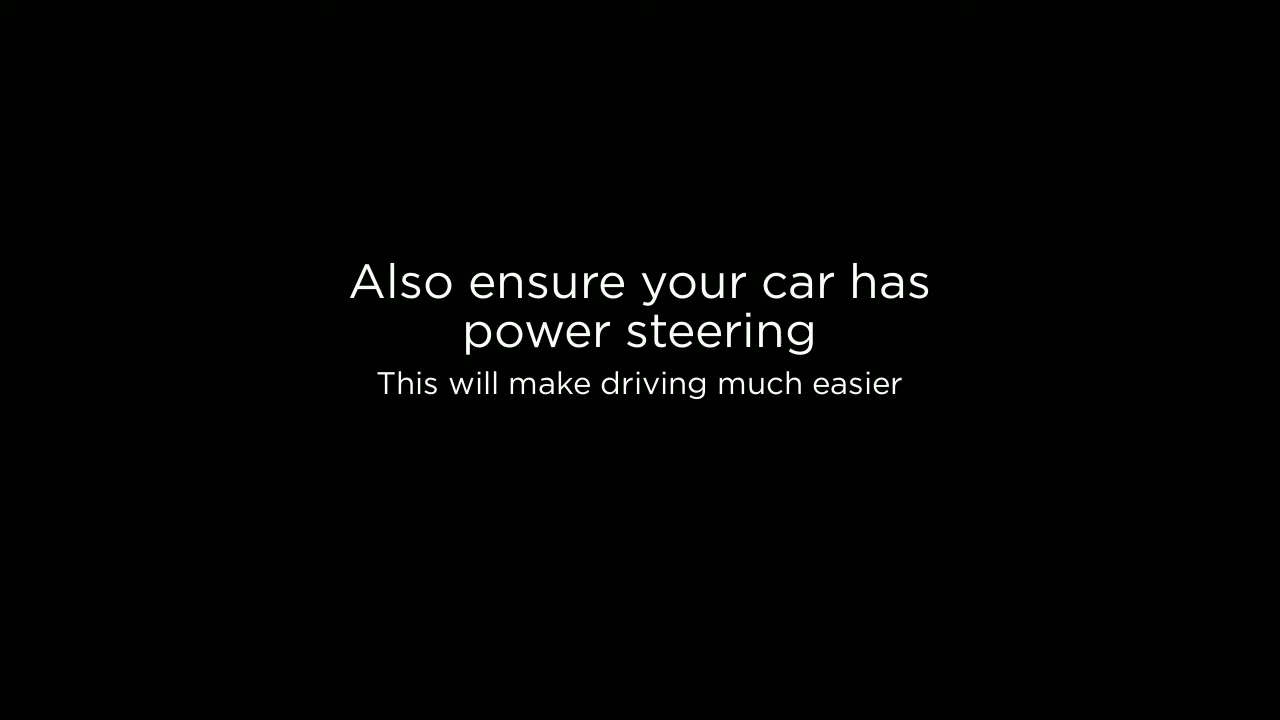 Also ensure your car has
power steering
This will make driving much easier